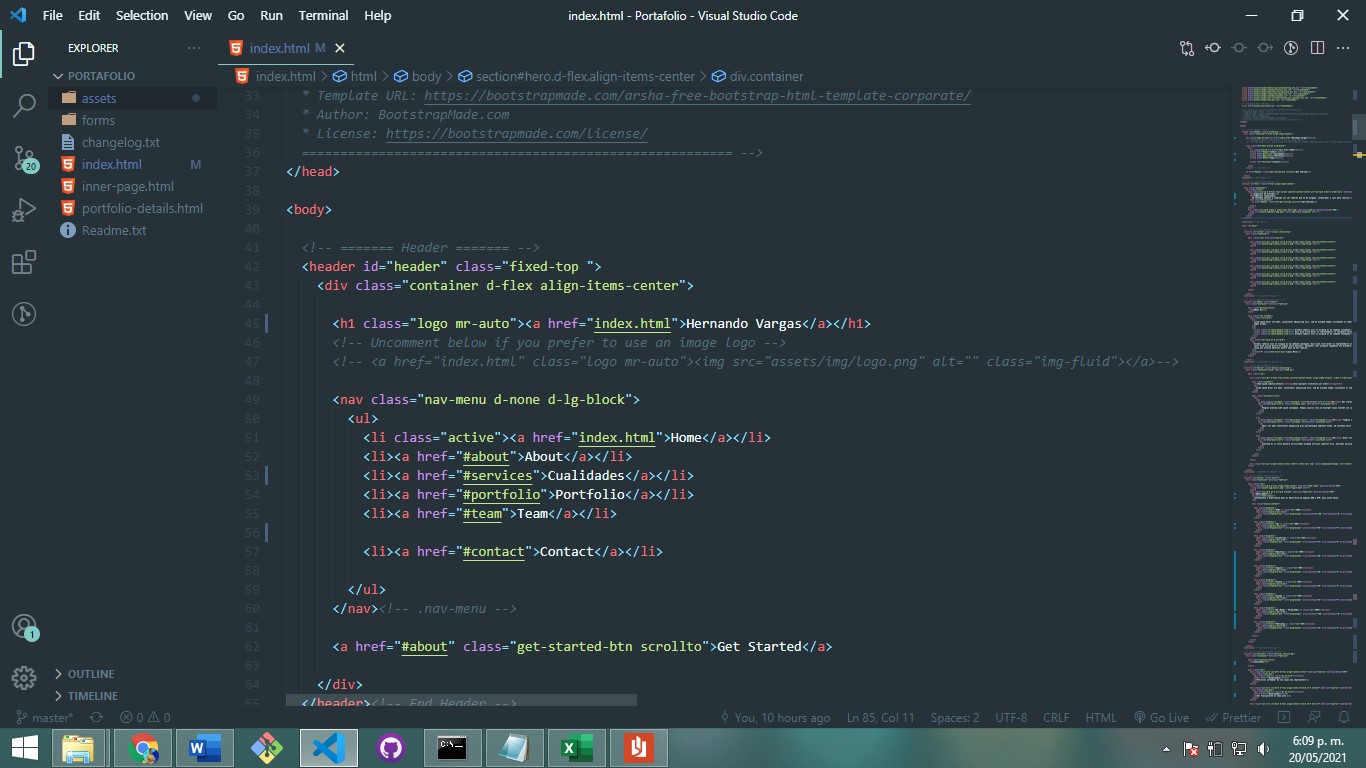 File Edit Selection View Go Run Terminal Help
index.html - Portafolio - Visual Studio Code
EXPLORER
PORTAFOLIO
assets
forms
changelog.txt
index.html M
inner-page.html
portfolio-details.html
Readme.txt
OUTLINE
TIMELINE
20
1
index.html M
index.html > html > body > section#hero.d-flex.align-items-center > div.container
33 * Template URL: https://bootstrapmade.com/arsha-free-bootstrap-html-template-corporate/
34 * Author: BootstrapMade.com
35 * License: https://bootstrapmade.com/license/
36 ======================================================== -->
37 </head>
38
39 <body>
40
41 <!-- ======= Header ======= -->
42 <header id="header" class="fixed-top ">
43 <div class="container d-flex align-items-center">
44
45 <h1 class="logo mr-auto"><a href="index.html">Hernando Vargas</a></h1>
46 <!-- Uncomment below if you prefer to use an image logo -->
47 <!-- <a href="index.html" class="logo mr-auto"><img src="assets/img/logo.png" alt="" class="img-fluid"></a>-->
48
49 <nav class="nav-menu d-none d-lg-block">
50 <ul>
51 <li class="active"><a href="index.html">Home</a></li>
52 <li><a href="#about">About</a></li>
53 <li><a href="#services">Cualidades</a></li>
54 <li><a href="#portfolio">Portfolio</a></li>
55 <li><a href="#team">Team</a></li>
56
57 <li><a href="#contact">Contact</a></li>
58
59 </ul>
60 </nav><!-- .nav-menu -->
61
62 <a href="#about" class="get-started-btn scrollto">Get Started</a>
63
64 </div>
65 </header><!-- End Header -->
master* 0 0 You, 10 hours ago Ln 85, Col 11 Spaces: 2 UTF-8 CRLF HTML Go Live Prettier
6:09 p. m.
20/05/2021